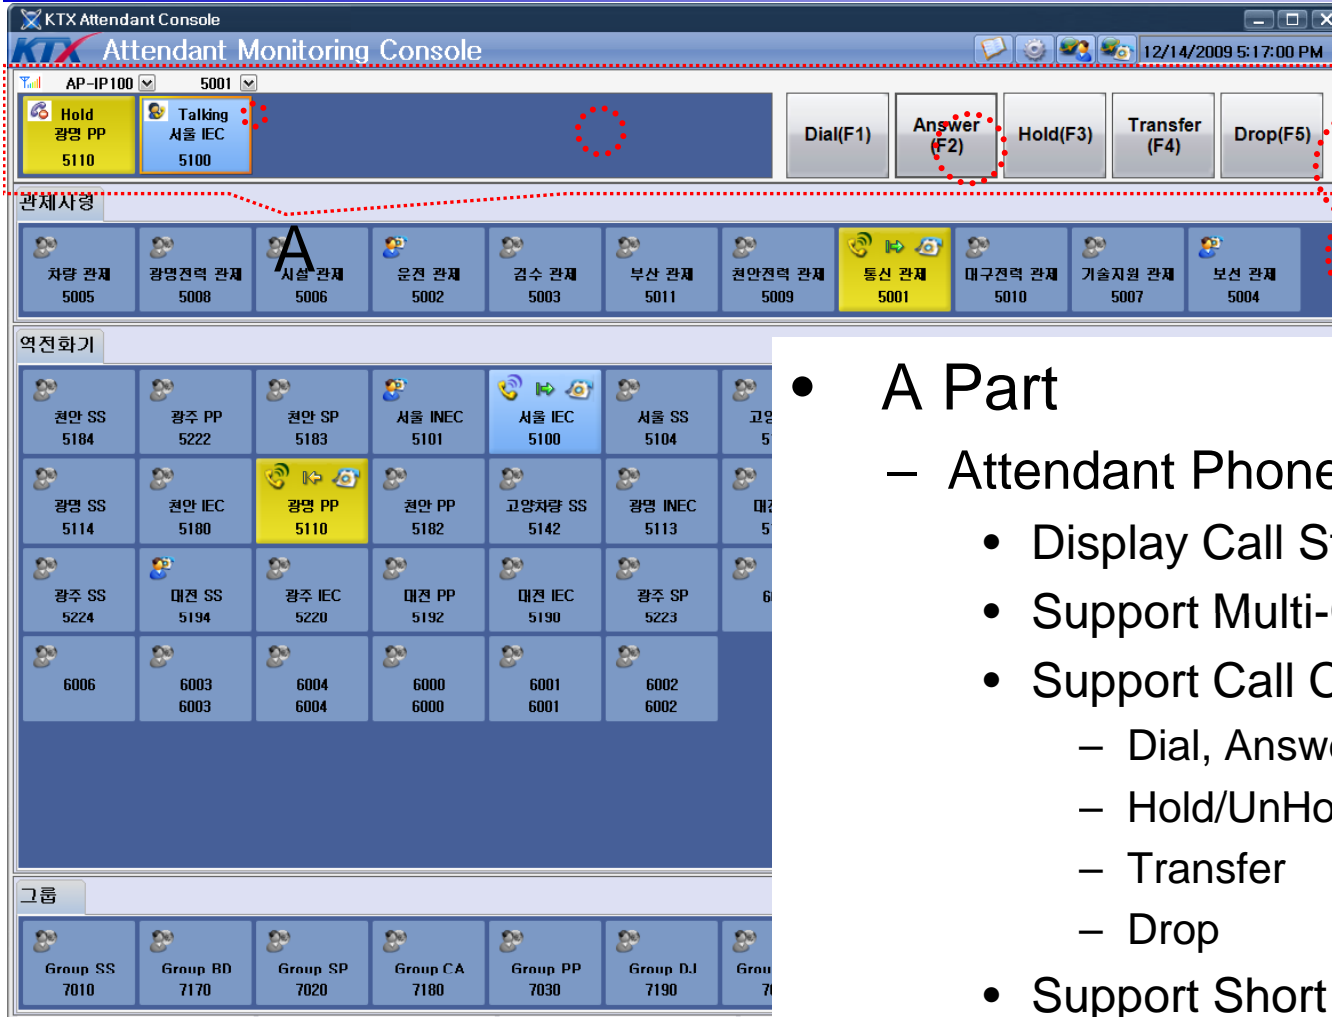 KTX Attendant Console
KTX Attendant Monitoring Console
12/14/2009 5:17:00 PM
AP-IP100 5001
Hold
광명 PP
5110
Talking
서울 IEC
5100
Dial(F1)
Answer
(F2)
Hold(F3)
Transfer
(F4)
Drop(F5)
관제사령
A
차량 관제
5005
광명전력 관제
5008
시설 관제
5006
운전 관제
5002
검수 관제
5003
부산 관제
5011
천안전력 관제
5009
통신 관제
5001
대구전력 관제
5010
기술지원 관제
5007
보선 관제
5004
역전화기
천안 SS
5184
광주 PP
5222
천안 SP
5183
서울 INEC
5101
서울 IEC
5100
서울 SS
5104
광명 SS
5114
천안 IEC
5180
광명 PP
5110
천안 PP
5182
고양차량 SS
5142
광명 INEC
5113
광주 SS
5224
대전 SS
5194
광주 IEC
5220
대전 PP
5192
대전 IEC
5190
광주 SP
5223
6006
6003
6003
6004
6004
6000
6000
6001
6001
6002
6002
그룹
Group SS
7010
Group BD
7170
Group SP
7020
Group CA
7180
Group PP
7030
Group DJ
7190
• A Part
– Attendant Phone
• Display Call
• Support Multi-
• Support Call
– Dial,
– Hold/
– Transfer
– Drop
• Support Short